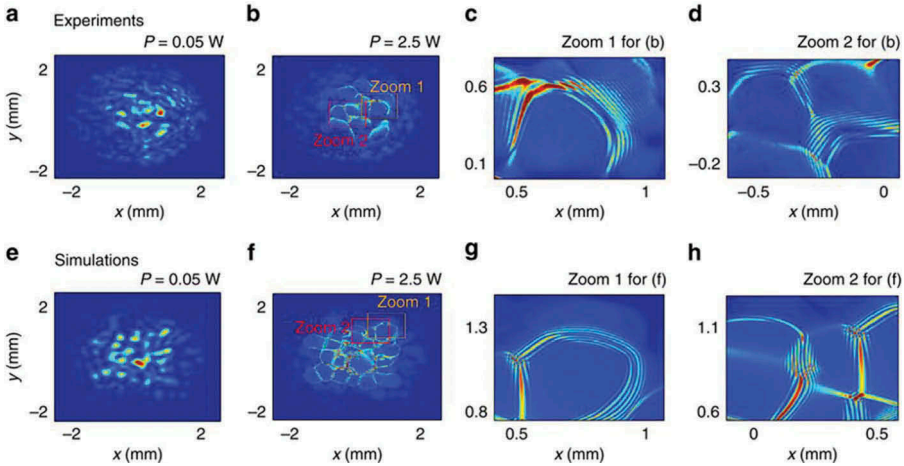 a Experiments
P = 0.05 W
2
−2
y (mm)
−2 2
x (mm)
b
P = 2.5 W
Zoom 1
Zoom 2
2
−2
−2 2
x (mm)
c
Zoom 1 for (b)
0.6
0.1
0.5 1
x (mm)
d
Zoom 2 for (b)
0.3
−0.2
−0.5 0
x (mm)
e Simulations
P = 0.05 W
2
−2
y (mm)
−2 2
x (mm)
f
P = 2.5 W
Zoom 1
Zoom 2
2
−2
−2 2
x (mm)
g
Zoom 1 for (f)
1.3
0.8
0.5 1
x (mm)
h
Zoom 2 for (f)
1.1
0.6
0 0.5
x (mm)